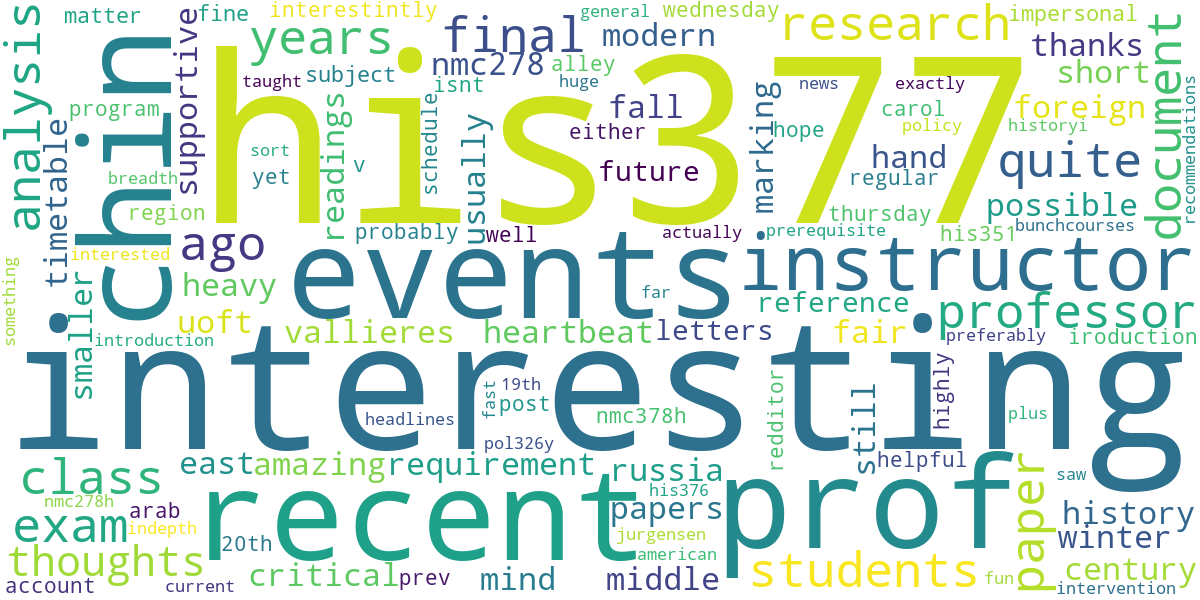 matter
fine
interestintly
general
wednesday
research
impersonal
analysis
chin
supportive
years
final
modern
thanks
document
nmc278
alley
taught
subject
isnt
huge
his377
news
exactly
short
recommendations
program
timetable
readings
schedule
usually
fall
marking
carol
foreign
either
hope
policy
historyi
sort
v
hand
quite
breadth
yet
future
regular
region
probably
well
actually
thursday
possible
prerequisite
his351
bunchcourses
ago
interested
events
instructor
something
smaller
heavy
far
reference
professor
uoft
introduction
vallieres
heartbeat
letters
fair
preferably
iroduction
interesting
19th
headlines
fast
post
nmc378h
redditor
still
highly
plus
pol326y
class
east
amazing
requirement
russia
helpful
saw
nmc278h
recent
his376
prof
paper
exam
arab
indepth
papers
history
20th
jurgensen
american
winter
thoughts
critical
prev
mind
middle
students
fun
century
account
current
intervention